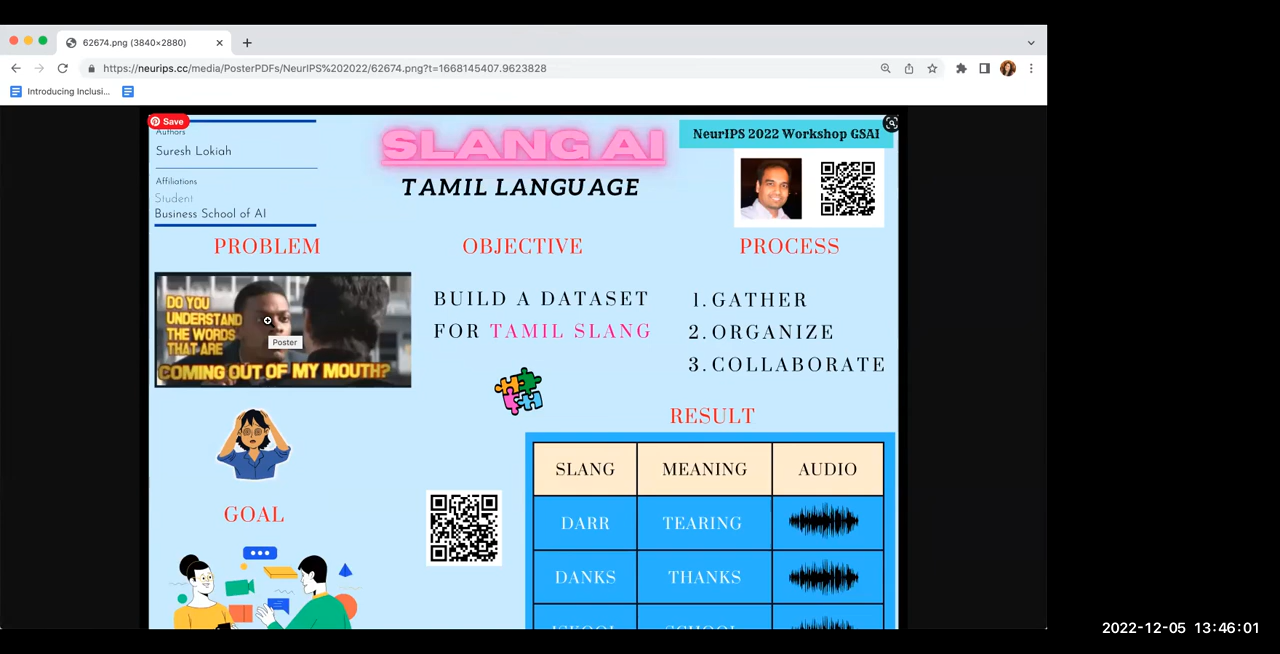 62674.png (3840×2880)
https://neurips.cc/media/PosterPDFs/NeurIPS%202022/62674.png?t=1668145407.9623828
Introducing Inclusi...
Save
Authors
Suresh Lokiah
Affiliations
Student
Business School of AI
SLANG AI
TAMIL LANGUAGE
NeurIPS 2022 Workshop GSAI
PROBLEM
DO YOU
UNDERSTAND
THE WORDS
THAT ARE
COMING OUT OF MY MOUTH?
Poster
GOAL
OBJECTIVE
BUILD A DATASET
FOR TAMIL SLANG
PROCESS
1. GATHER
2. ORGANIZE
3. COLLABORATE
RESULT
SLANG MEANING AUDIO
DARR TEARING
DANKS THANKS
SCHOOL
2022-12-05 13:46:01